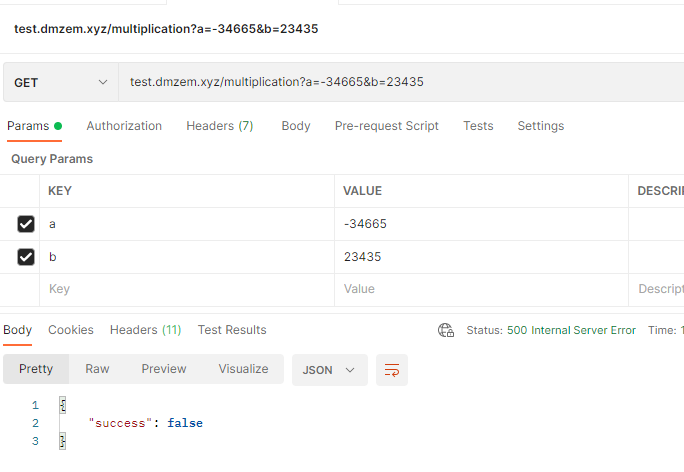 test.dmzem.xyz/multiplication?a=-34665&b=23435
GET test.dmzem.xyz/multiplication?a=-34665&b=23435
Params Authorization Headers (7) Body Pre-request Script Tests Settings
Query Params
KEY VALUE DESCRI
a -34665
b 23435
Key Value Descript
Body Cookies Headers (11) Test Results Status: 500 Internal Server Error Time: 1
Pretty Raw Preview Visualize JSON
1 {
2 "success": false
3 }